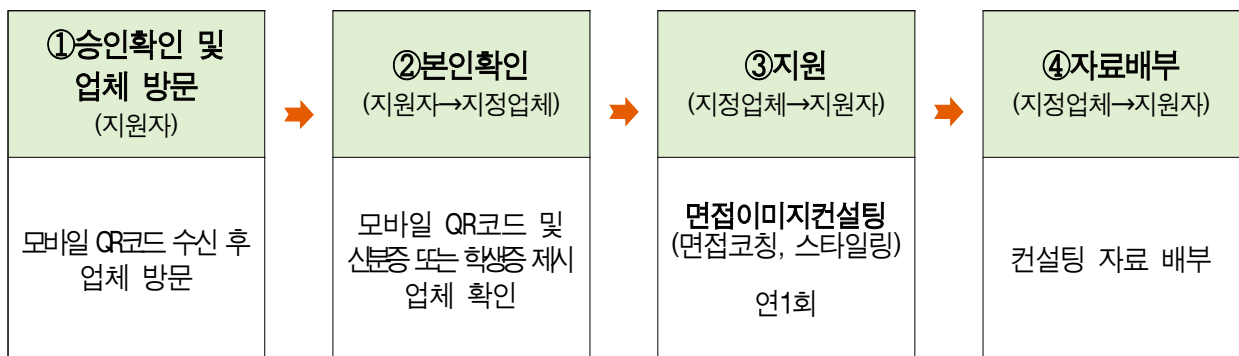 ①승인확인 및
업체 방문
(지원자)
모바일 QR코드 수신 후
업체 방문
②본인확인
(지원자→지정업체)
모바일 QR코드 및
신분증 또는 학생증 제시
업체 확인
③지원
(지정업체→지원자)
면접이미지컨설팅
(면접코칭, 스타일링)
연1회
④자료배부
(지정업체→지원자)
컨설팅 자료 배부